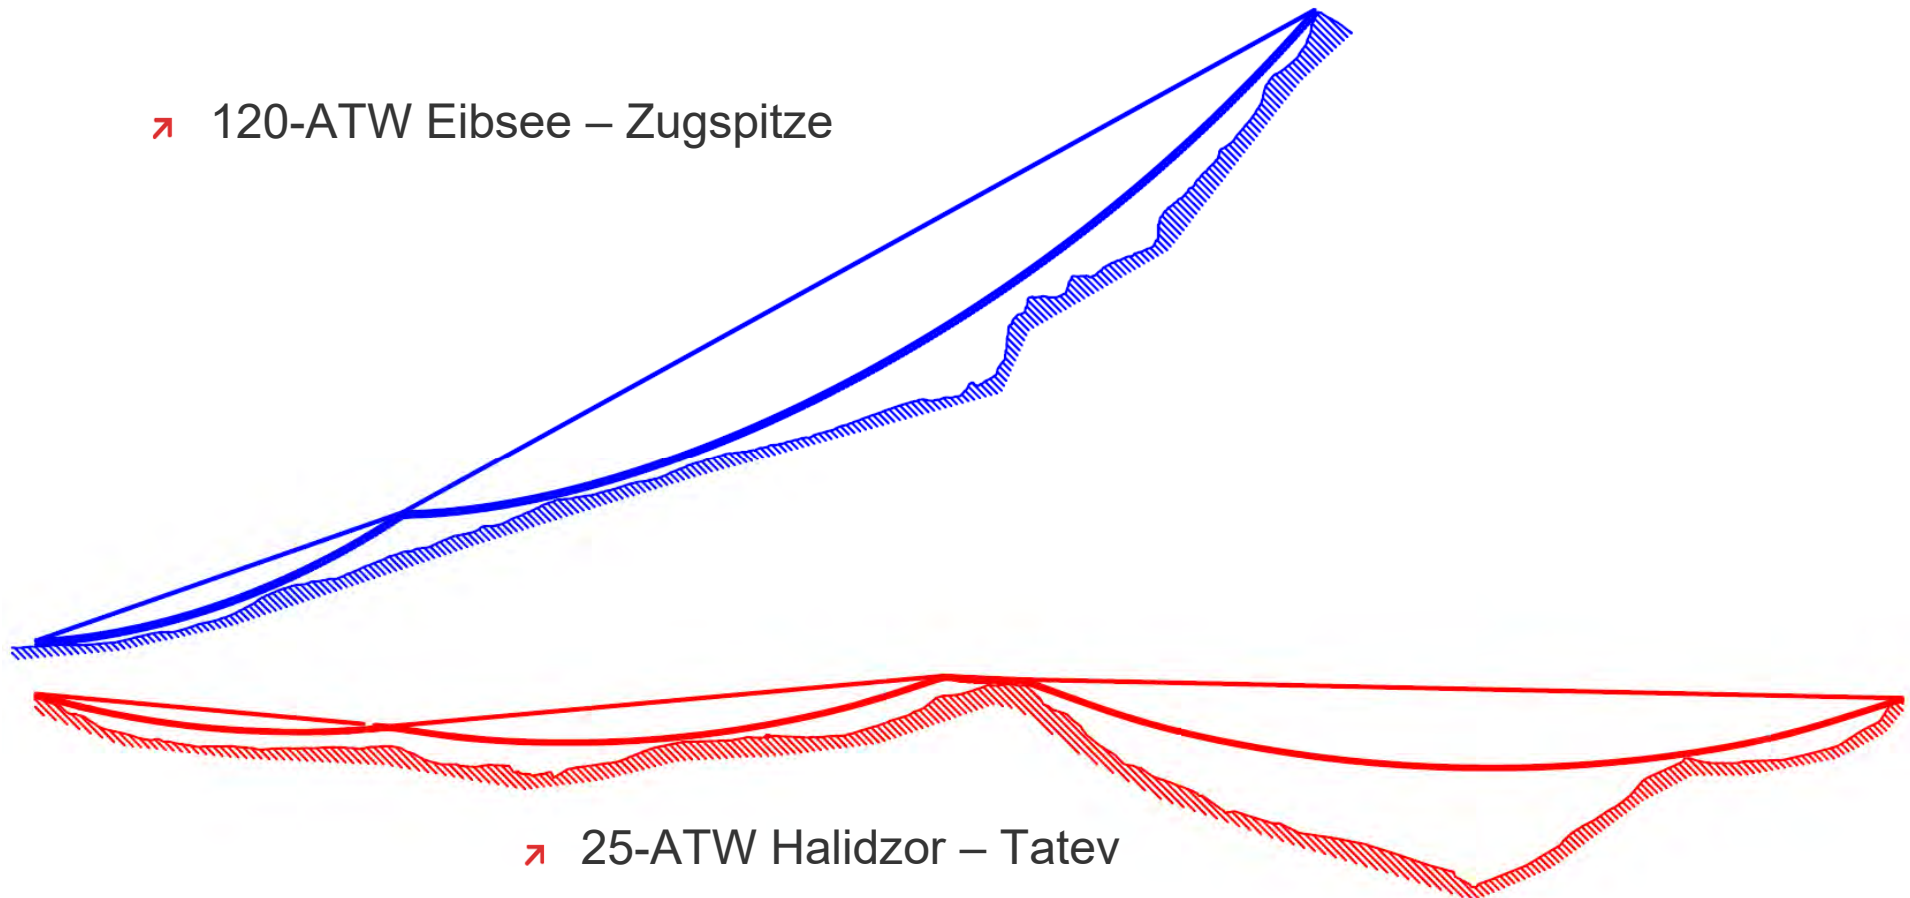 120-ATW Eibsee – Zugspitze
25-ATW Halidzor – Tatev